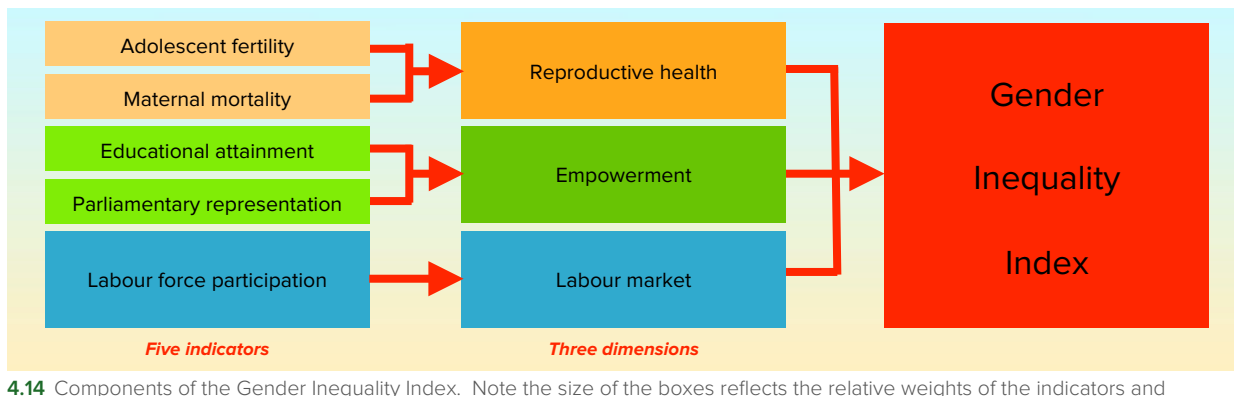 Adolescent fertility
Maternal mortality
Educational attainment
Parliamentary representation
Labour force participation
Five indicators
Reproductive health
Empowerment
Labour market
Three dimensions
Gender
Inequality
Index
4.14 Components of the Gender Inequality Index. Note the size of the boxes reflects the relative weights of the indicators and